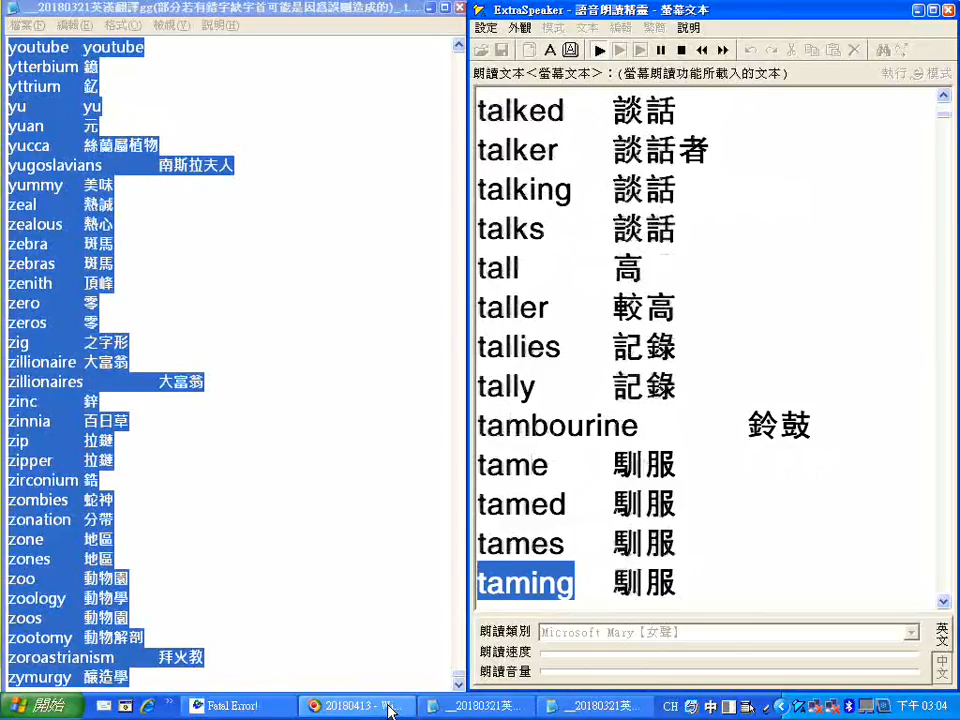 __20180321英漢翻譯gg(部分若有錯字缺字首可能是因爲誤刪造成的)_. t...
檔案(F) 編輯(E) 格式(O) 檢視(V) 說明(H)
youtube youtube
ytterbium 鐿
yttrium 釔
yu yu
yuan 元
yucca 絲蘭屬植物
yugoslavians 南斯拉夫人
yummy 美味
zeal 熱誠
zealous 熱心
zebra 斑馬
zebras 斑馬
zenith 頂峰
zero 零
zeros 零
zig 之字形
zillionaire 大富翁
zillionaires 大富翁
zinc 鋅
zinnia 百日草
zip 拉鏈
zipper 拉鏈
zirconium 鋯
zombies 蛇神
zonation 分帶
zone 地區
zones 地區
zoo 動物園
zoology 動物學
zoos 動物園
zootomy 動物解剖
zoroastrianism 拜火教
zymurgy 釀造學
ExtraSpeaker - 語音朗讀精靈 - 螢幕文本
設定 外觀 模式 文本 編輯 繁簡 說明
朗讀文本<螢幕文本>：(螢幕朗讀功能所載入的文本)
執行 模式
talked 談話
talker 談話者
talking 談話
talks 談話
tall 高
taller 較高
tallies 記錄
tally 記錄
tambourine 鈴鼓
tame 馴服
tamed 馴服
tames 馴服
taming 馴服
朗讀類別 Microsoft Mary【女聲】
朗讀速度
朗讀音量
英文
中文
開始 Fatal Error! 20180413 - __20180321英... __20180321英... CH 中 下午 03:04